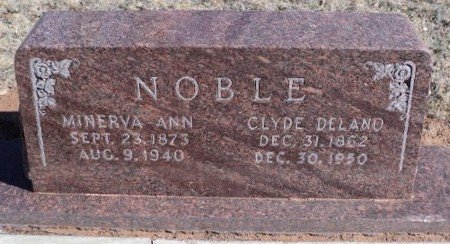 NOBLE
MINERVA ANN
SEPT. 23, 1873
AUG. 9, 1940
CLYDE DELANO
DEC. 31, 1862
DEC. 30, 1950